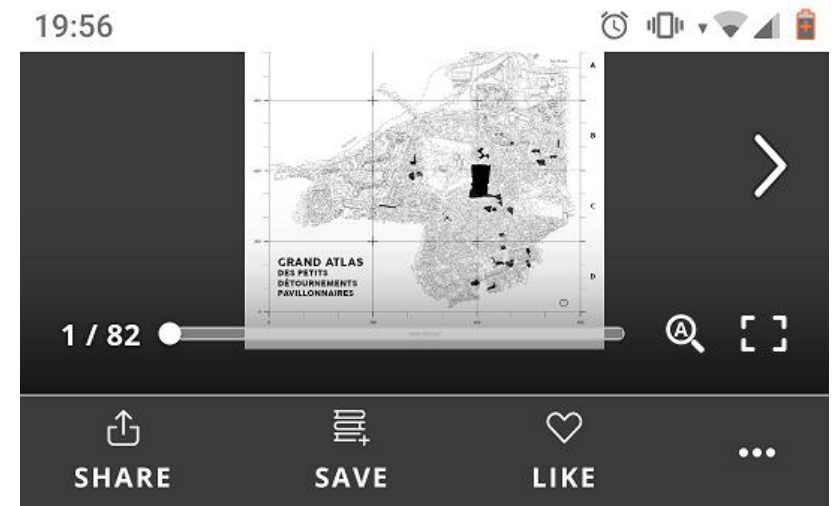 19:56
A
B
C
D
GRAND ATLAS
DES PETITS
DÉTOURNEMENTS
PAVILLONNAIRES
1 / 82
A
SHARE
SAVE
LIKE